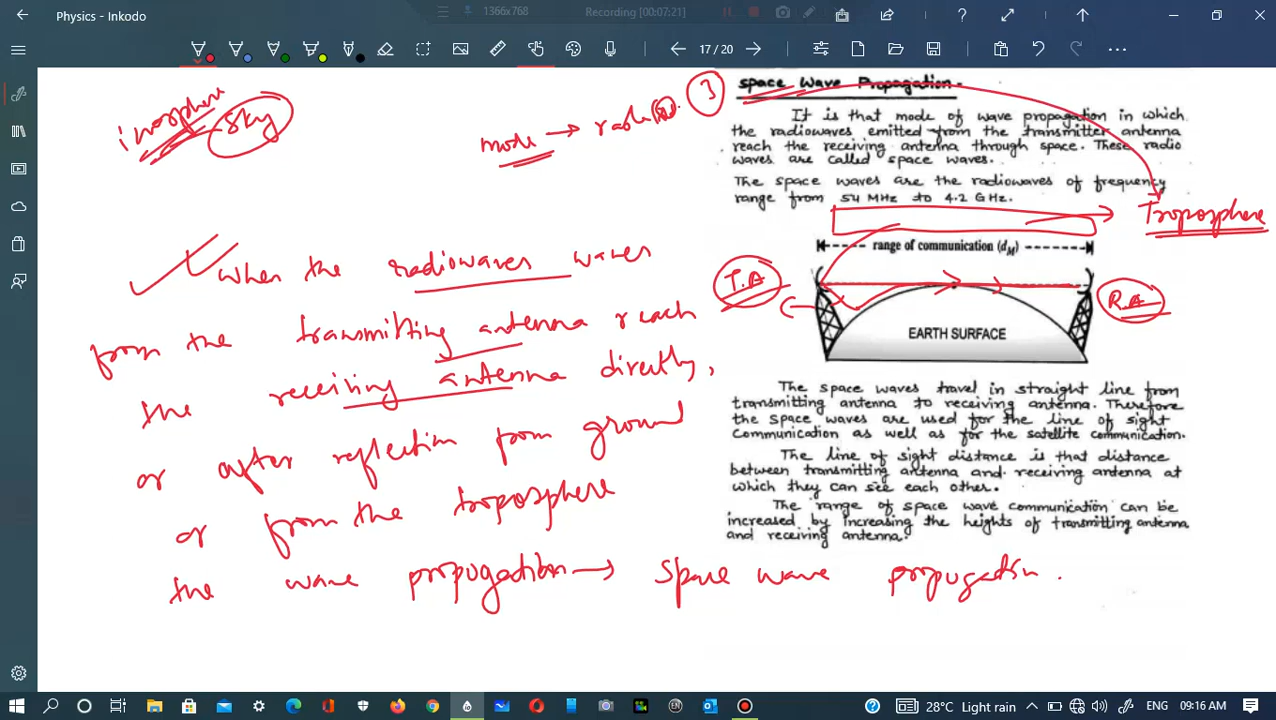 Physics - Inkodo
1366x768
Recording [00:07:21]
17 / 20
ionosphere
sky
mode → radio
3
Space Wave Propagation
It is that mode of wave propagation in which
the radiowaves emitted from the transmitter antenna
reach the receiving antenna through space. These radio
waves are called space waves.
The space waves are the radiowaves of frequency
range from 54 MHz to 4.2 GHz.
Troposphere
range of communication (dM)
T.A
R.A
EARTH SURFACE
when the radiowaves waves
from the transmitting antenna reach
the receiving antenna directly,
or after reflection from ground
or from the troposphere
the wave propogation → space wave propogatin.
The space waves travel in straight line from
transmitting antenna to receiving antenna. Therefore
the space waves are used for the line of sight
communication as well as for the satellite communication.
The line of sight distance is that distance
between transmitting antenna and receiving antenna at
which they can see each other.
The range of space wave communication can be
increased by increasing the heights of transmitting antenna
and receiving antenna.
28°C Light rain
ENG
09:16 AM